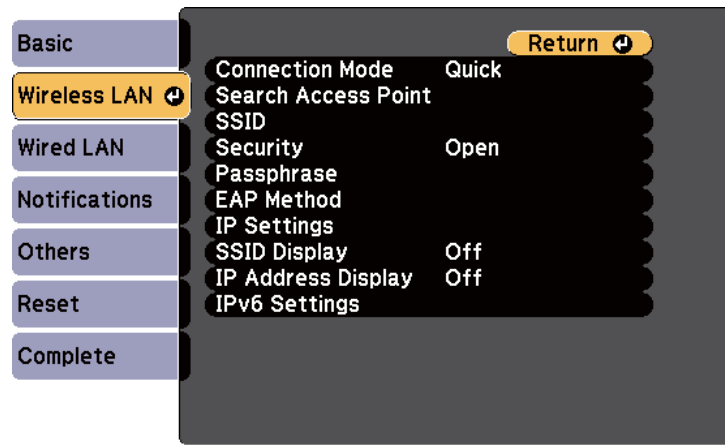 Basic
Wireless LAN
Wired LAN
Notifications
Others
Reset
Complete
Return
Connection Mode Quick
Search Access Point
SSID
Security Open
Passphrase
EAP Method
IP Settings
SSID Display Off
IP Address Display Off
IPv6 Settings